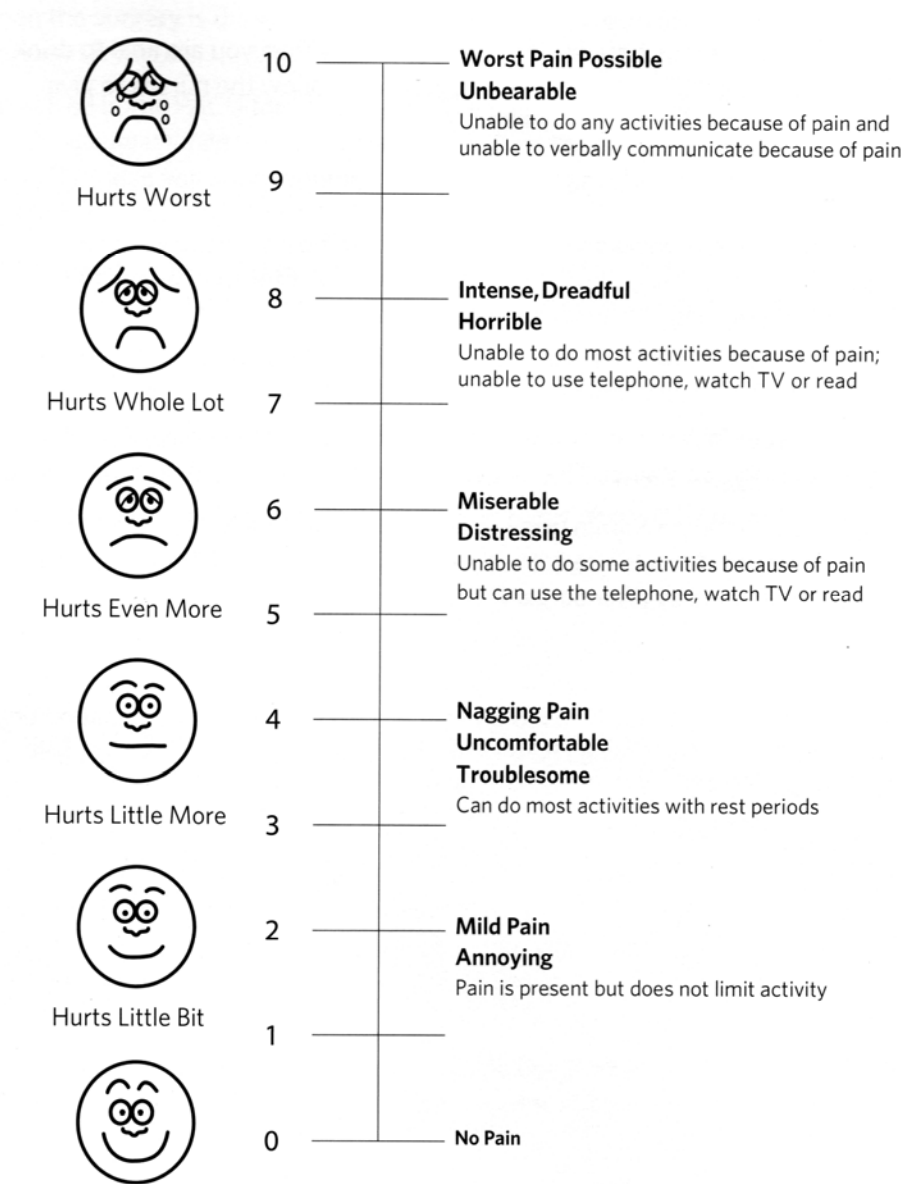 10
Worst Pain Possible
Unbearable
Unable to do any activities because of pain and
unable to verbally communicate because of pain
Hurts Worst
9
8
Intense, Dreadful
Horrible
Unable to do most activities because of pain;
unable to use telephone, watch TV or read
Hurts Whole Lot
7
6
Miserable
Distressing
Unable to do some activities because of pain
but can use the telephone, watch TV or read
Hurts Even More
5
4
Nagging Pain
Uncomfortable
Troublesome
Can do most activities with rest periods
Hurts Little More
3
2
Mild Pain
Annoying
Pain is present but does not limit activity
Hurts Little Bit
1
0
No Pain